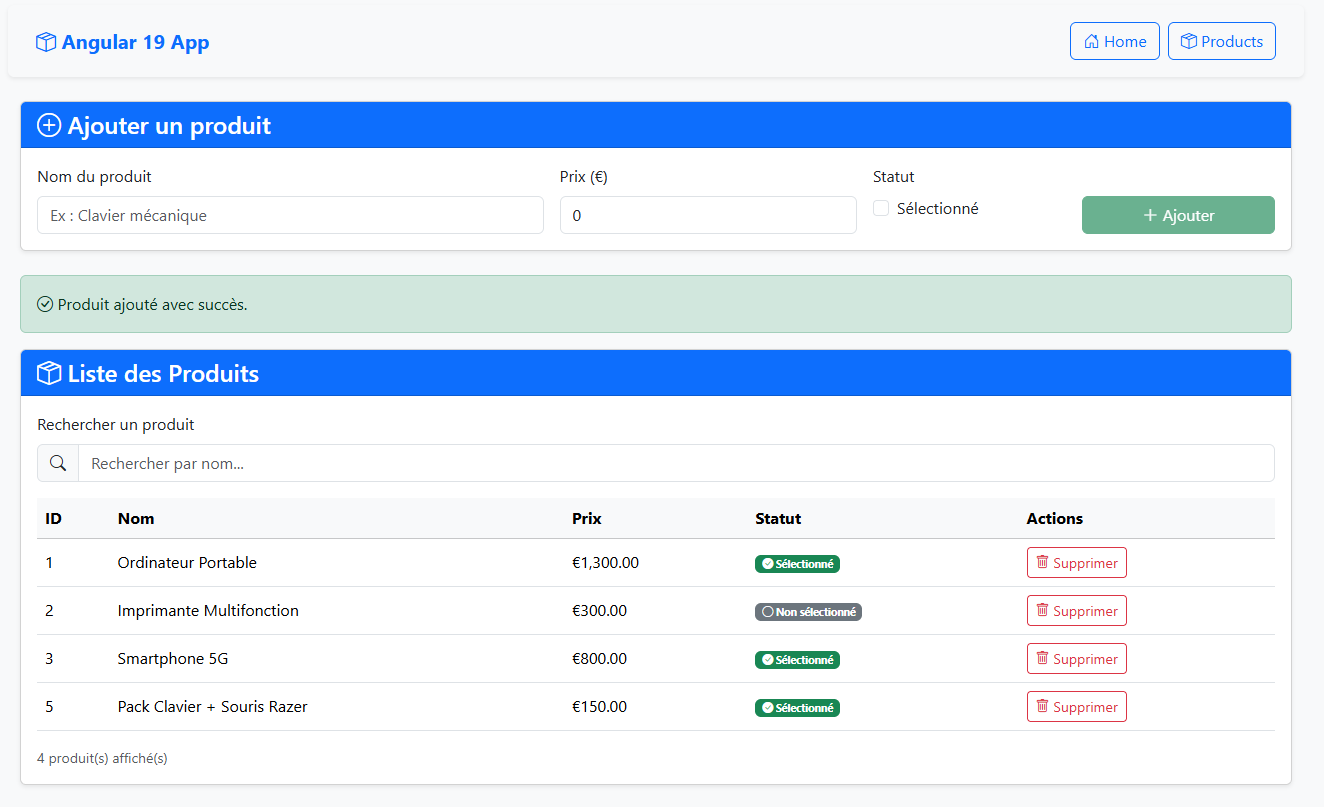 Angular 19 App Home Products
Ajouter un produit
Nom du produit Prix (€) Statut
Ex : Clavier mécanique 0 Sélectionné Ajouter
Produit ajouté avec succès.
Liste des Produits
Rechercher un produit
Rechercher par nom...
ID Nom Prix Statut Actions
1 Ordinateur Portable €1,300.00 Sélectionné Supprimer
2 Imprimante Multifonction €300.00 Non sélectionné Supprimer
3 Smartphone 5G €800.00 Sélectionné Supprimer
5 Pack Clavier + Souris Razer €150.00 Sélectionné Supprimer
4 produit(s) affiché(s)